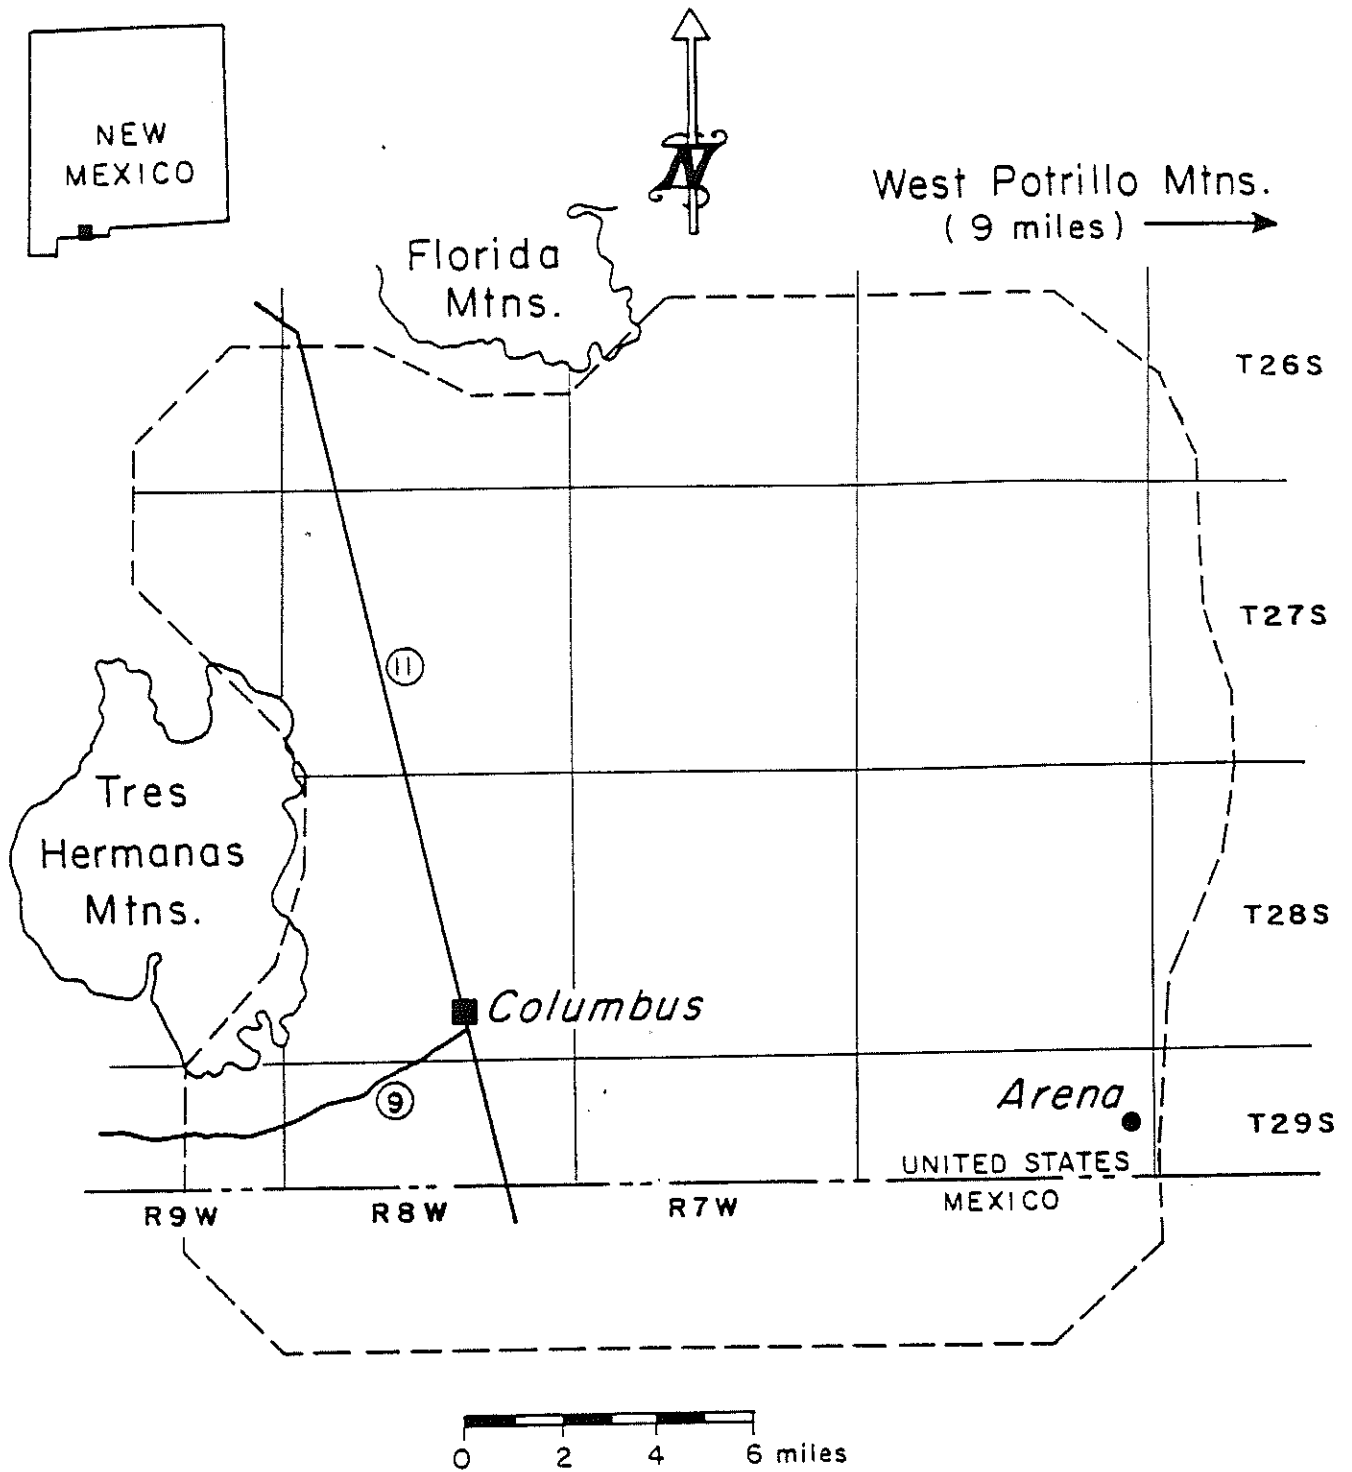 NEW
MEXICO
N
West Potrillo Mtns.
( 9 miles)
Florida
Mtns.
T26S
T27S
11
Tres
Hermanas
Mtns.
T28S
Columbus
Arena
9
T29S
UNITED STATES
MEXICO
R9W
R8W
R7W
0 2 4 6 miles